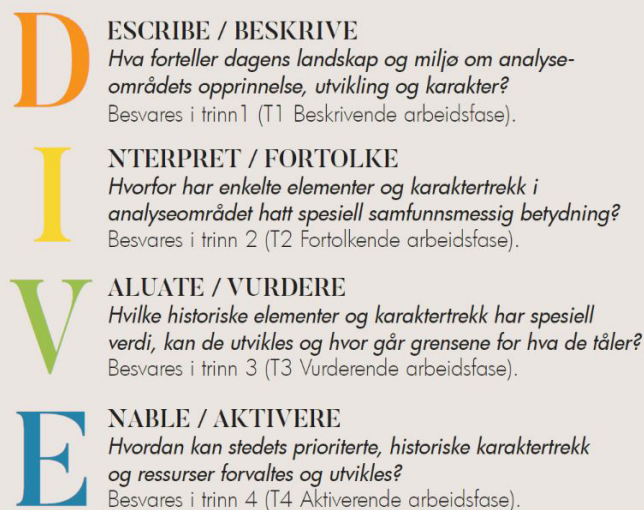 DESCRIBE / BESKRIVE
Hva forteller dagens landskap og miljø om analyse-
områdets opprinnelse, utvikling og karakter?
Besvares i trinn1 (T1 Beskrivende arbeidsfase).
INTERPRET / FORTOLKE
Hvorfor har enkelte elementer og karaktertrekk i
analyseområdet hatt spesiell samfunnsmessig betydning?
Besvares i trinn 2 (T2 Fortolkende arbeidsfase).
VALUATE / VURDERE
Hvilke historiske elementer og karaktertrekk har spesiell
verdi, kan de utvikles og hvor går grensene for hva de tåler?
Besvares i trinn 3 (T3 Vurderende arbeidsfase).
ENABLE / AKTIVERE
Hvordan kan stedets prioriterte, historiske karaktertrekk
og ressurser forvaltes og utvikles?
Besvares i trinn 4 (T4 Aktiverende arbeidsfase).